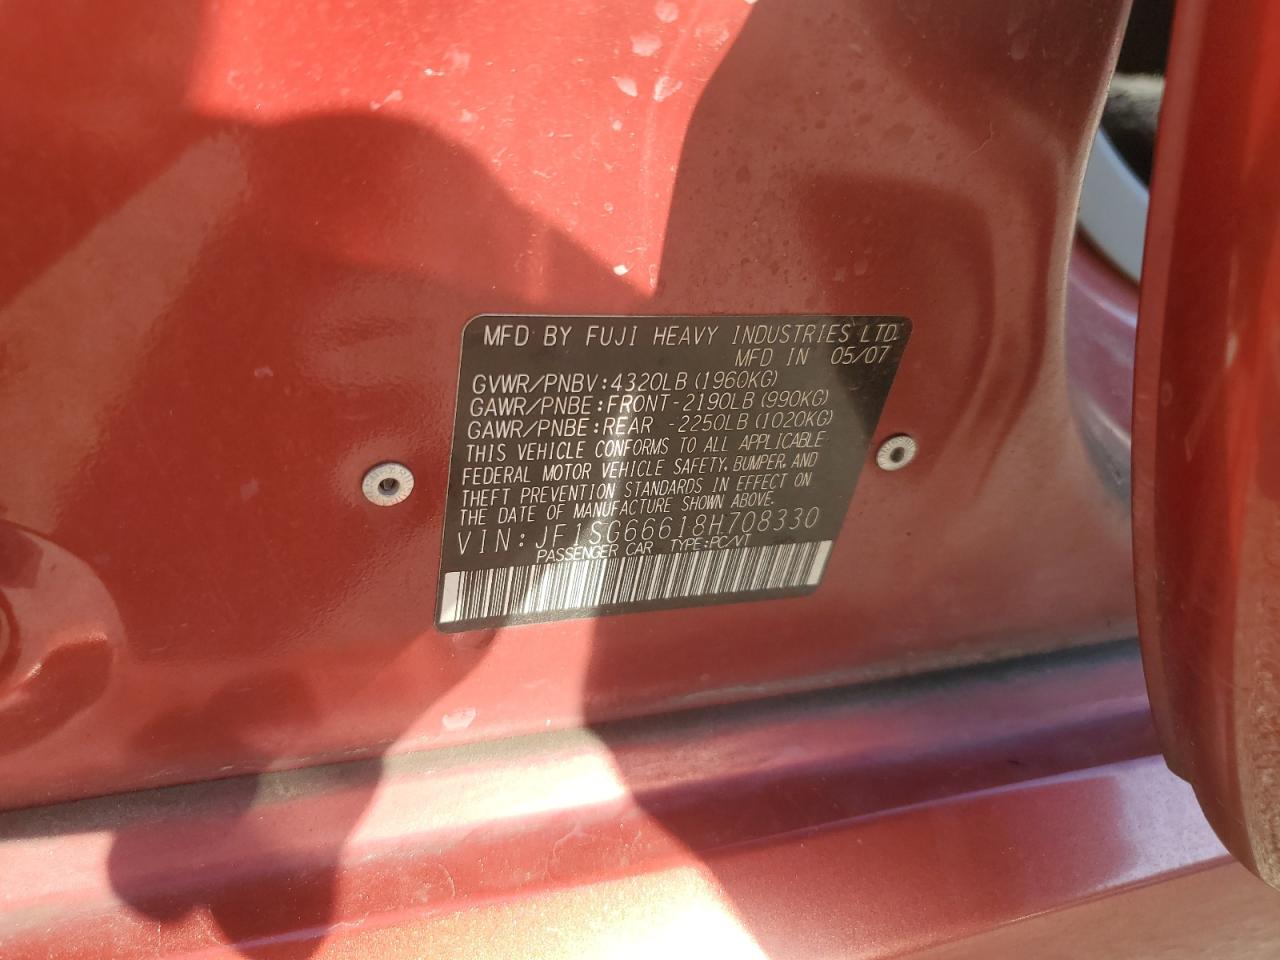 MFD BY FUJI HEAVY INDUSTRIES LTD.
MFD IN 05/07
GVWR/PNBV:4320LB(1960KG)
GAWR/PNBE:FRONT-2190LB(990KG)
GAWR/PNBE:REAR -2250LB(1020KG)
THIS VEHICLE CONFORMS TO ALL APPLICABLE
FEDERAL MOTOR VEHICLE SAFETY, BUMPER, AND
THEFT PREVENTION STANDARDS IN EFFECT ON
THE DATE OF MANUFACTURE SHOWN ABOVE.
VIN:JF1SG66618H708330
PASSENGER CAR TYPE:PC/VT